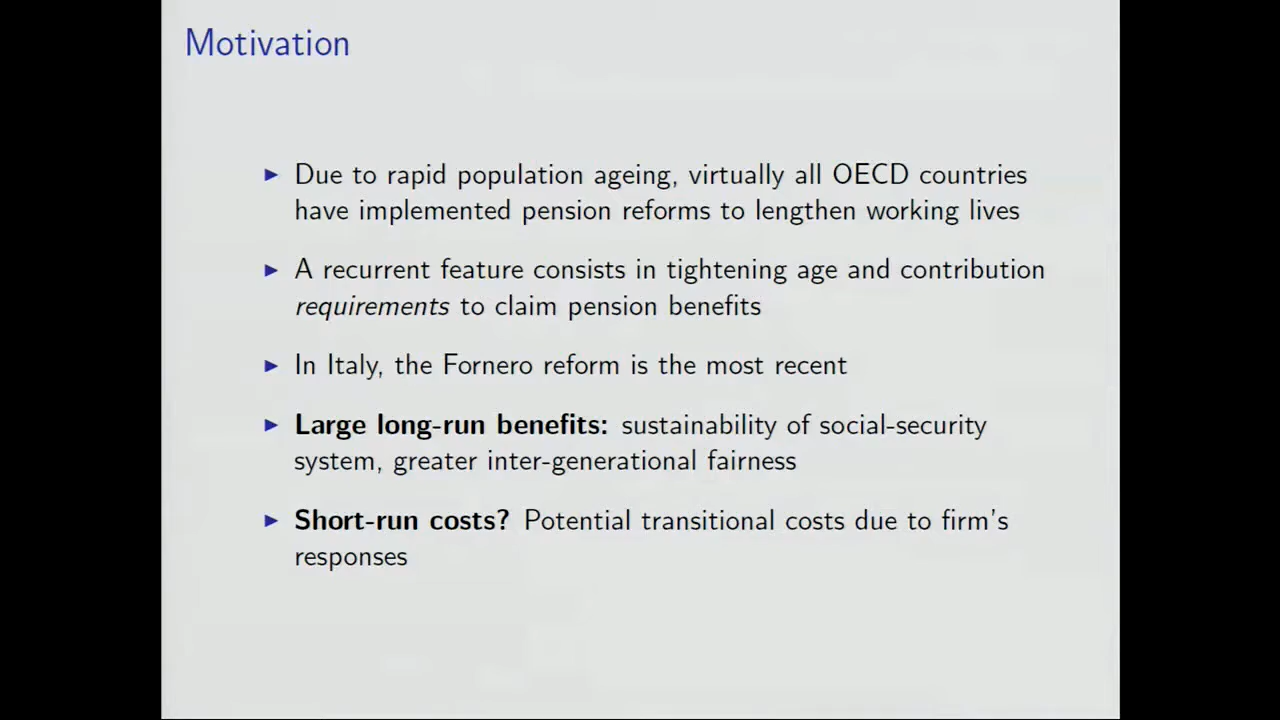 Motivation
▶ Due to rapid population ageing, virtually all OECD countries
have implemented pension reforms to lengthen working lives
▶ A recurrent feature consists in tightening age and contribution
requirements to claim pension benefits
▶ In Italy, the Fornero reform is the most recent
▶ Large long-run benefits: sustainability of social-security
system, greater inter-generational fairness
▶ Short-run costs? Potential transitional costs due to firm's
responses